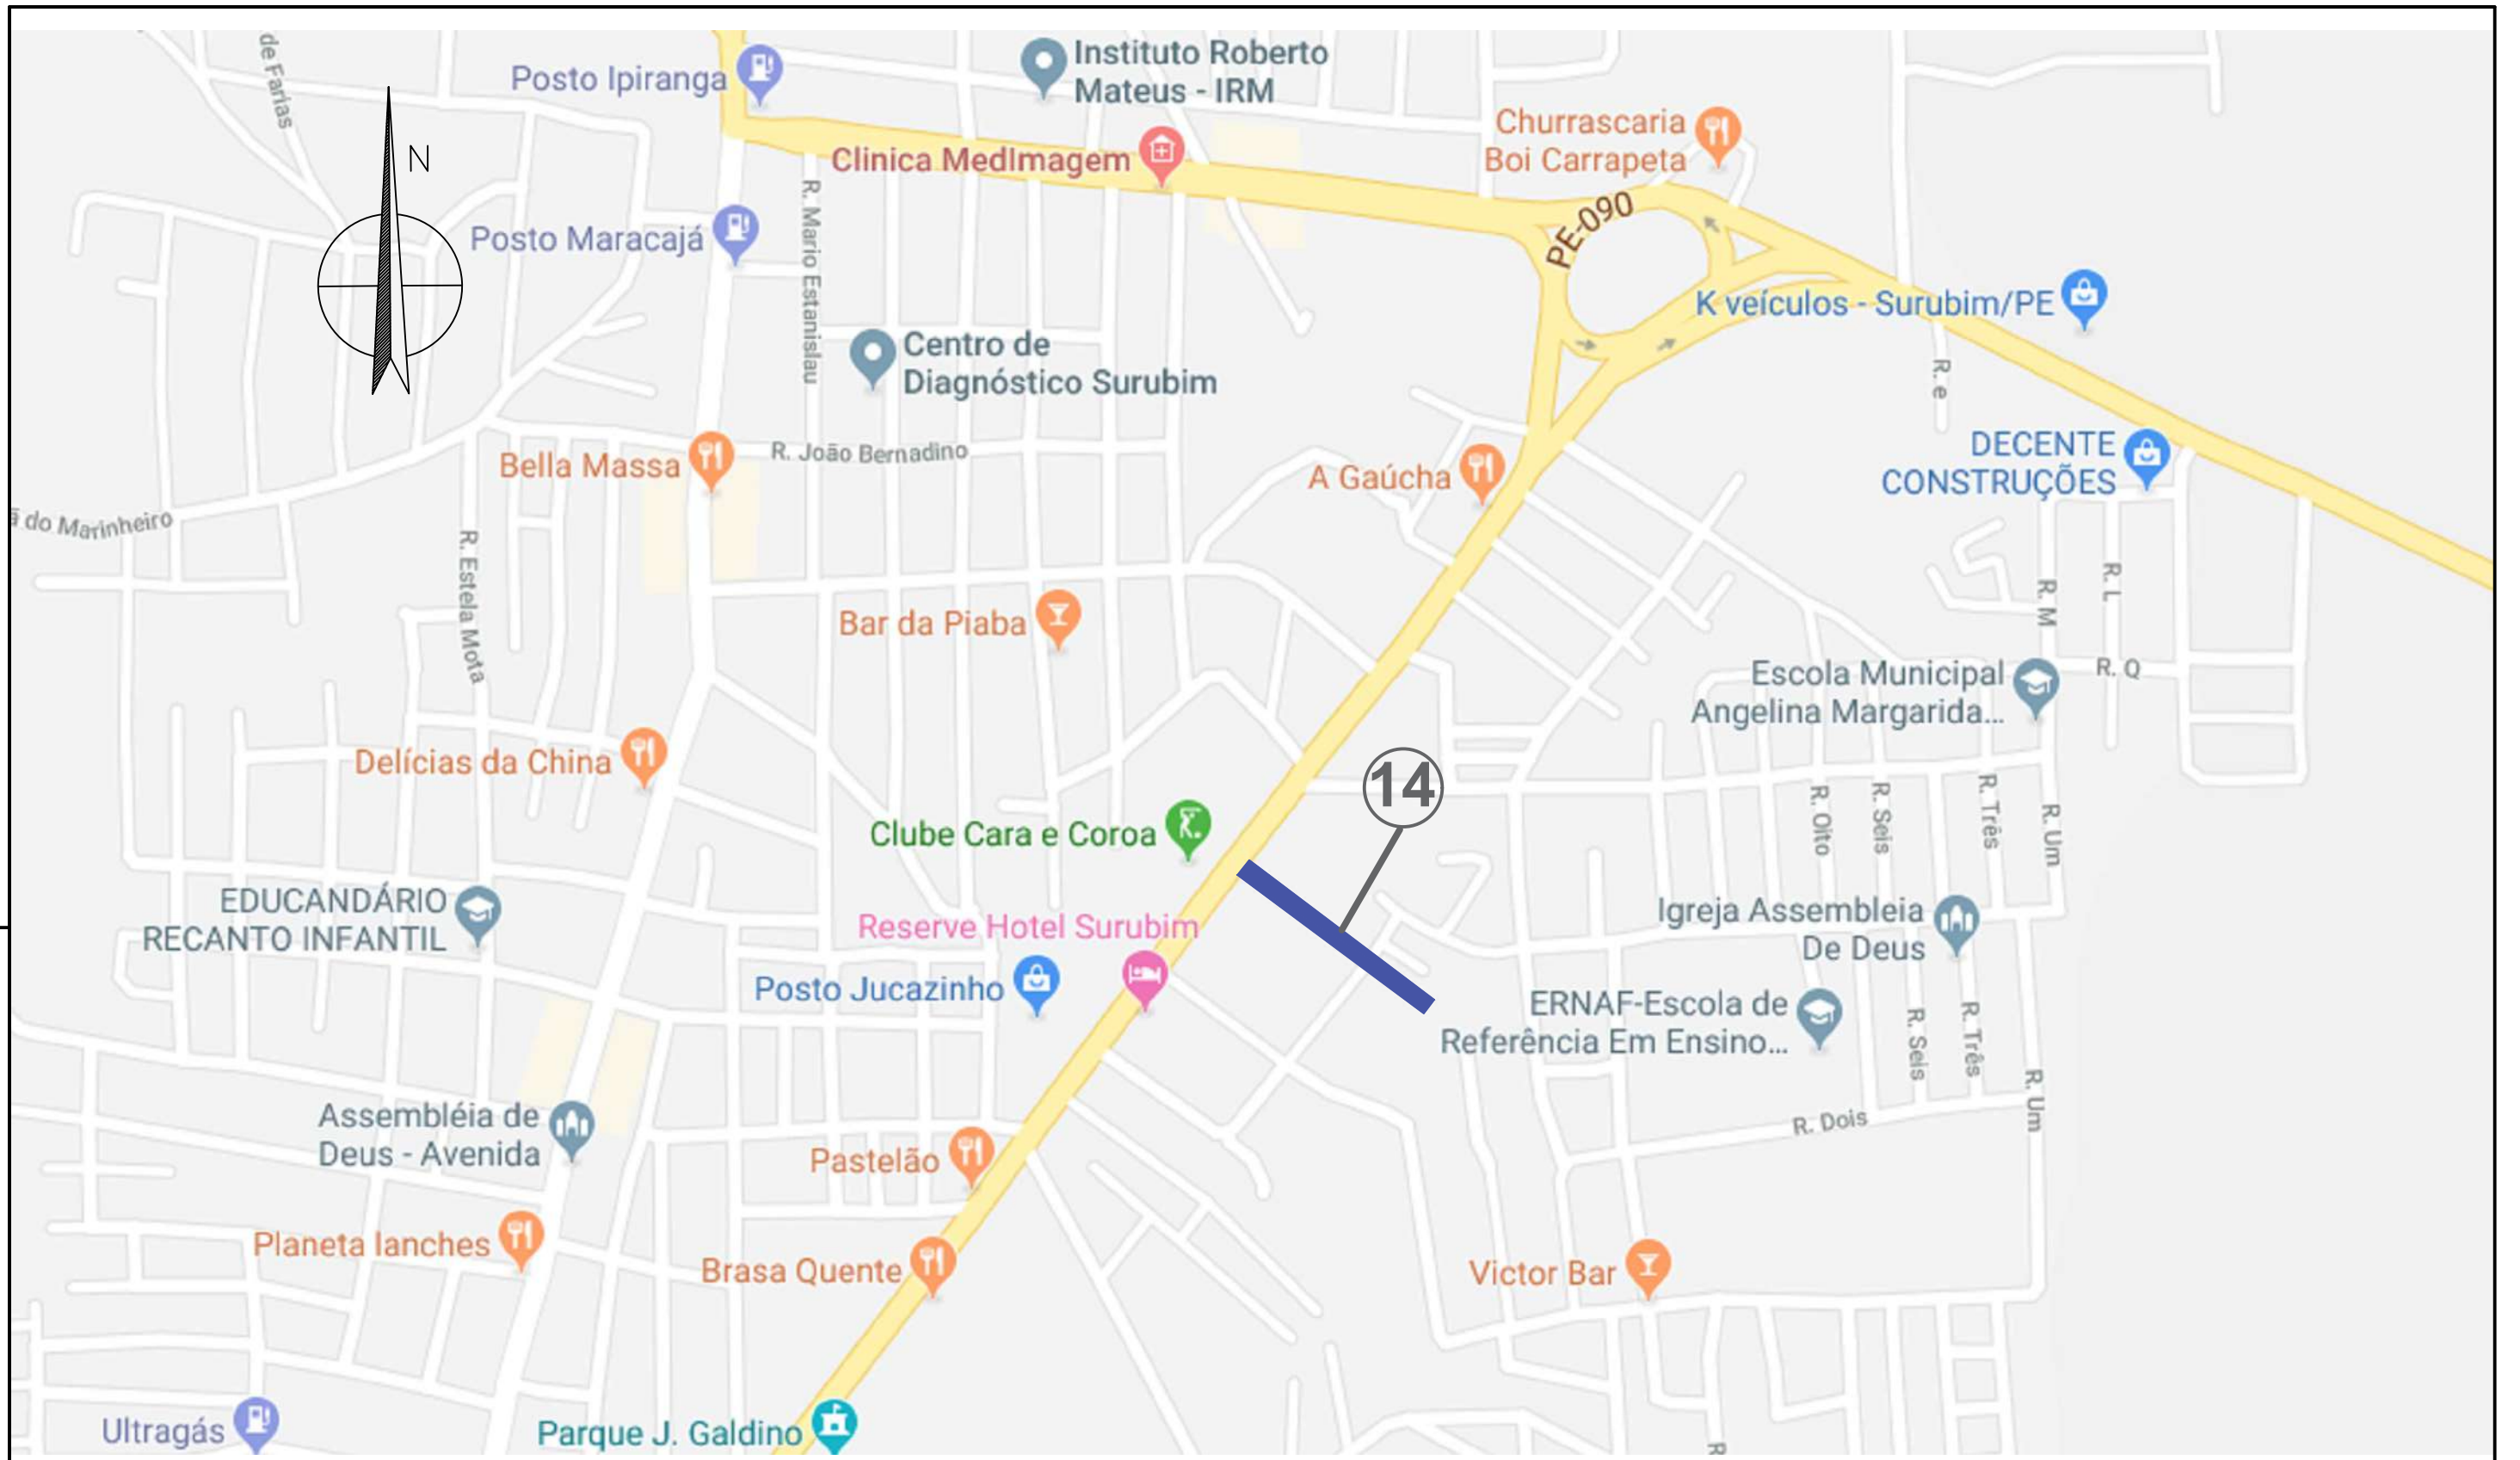 de Farias
Posto Ipiranga
Instituto Roberto
Mateus - IRM
N
Churrascaria
Boi Carrapeta
Clinica MedImagem
R. Mario Estanislau
PE-090
Posto Maracajá
K veículos - Surubim/PE
Centro de
Diagnóstico Surubim
R. e
R. João Bernadino
Bella Massa
A Gaúcha
DECENTE
CONSTRUÇÕES
ã do Marinheiro
R. Estela Mota
R. M
R. L
Bar da Piaba
R. Q
Escola Municipal
Angelina Margarida...
Delícias da China
14
R. Oito
R. Seis
R. Três
R. Um
Clube Cara e Coroa
EDUCANDÁRIO
RECANTO INFANTIL
Reserve Hotel Surubim
Igreja Assembleia
De Deus
Posto Jucazinho
ERNAF-Escola de
Referência Em Ensino...
R. Seis
R. Três
R. Um
Assembléia de
Deus - Avenida
R. Dois
Pastelão
Planeta lanches
Brasa Quente
Victor Bar
Ultragás
Parque J. Galdino
R